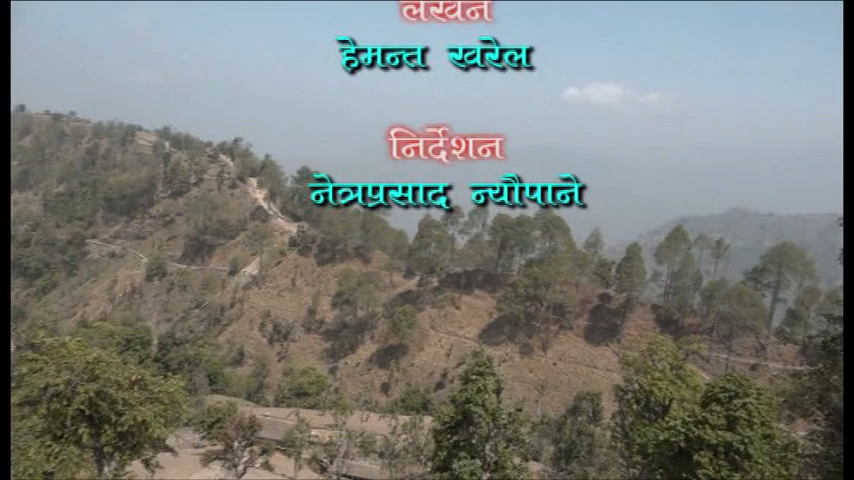 लेखन
हेमन्त खरेल
निर्देशन
नेत्रप्रसाद न्यौपाने